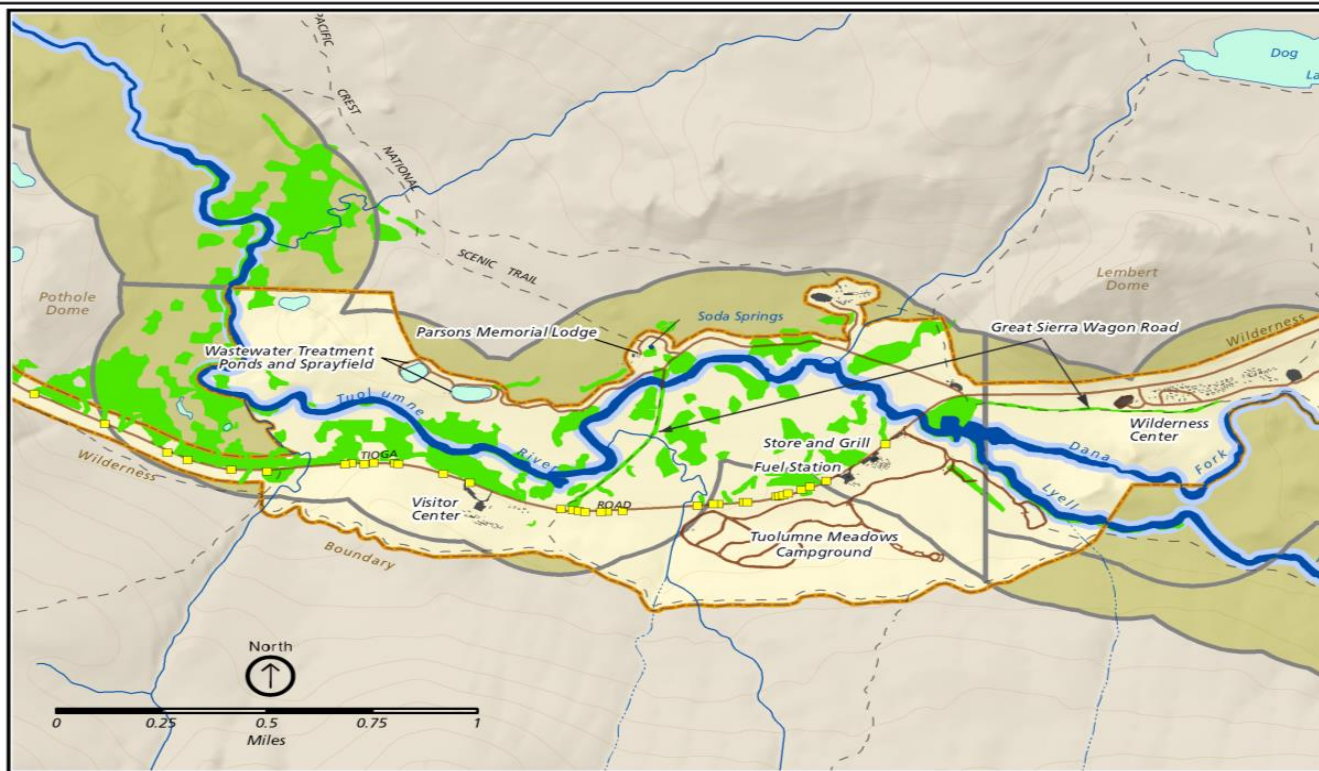 PACIFIC
CREST
NATIONAL
SCENIC TRAIL
Dog
La
Pothole
Dome
Lembert
Dome
Soda Springs
Parsons Memorial Lodge
Great Sierra Wagon Road
Wilderness
Wastewater Treatment
Ponds and Sprayfield
Tuolumne
River
Store and Grill
Fuel Station
Wilderness
Center
Dana
Fork
Lyell
TIOGA
ROAD
Wilderness
Boundary
Visitor
Center
Tuolumne Meadows
Campground
North
0 0.25 0.5 0.75 1
Miles